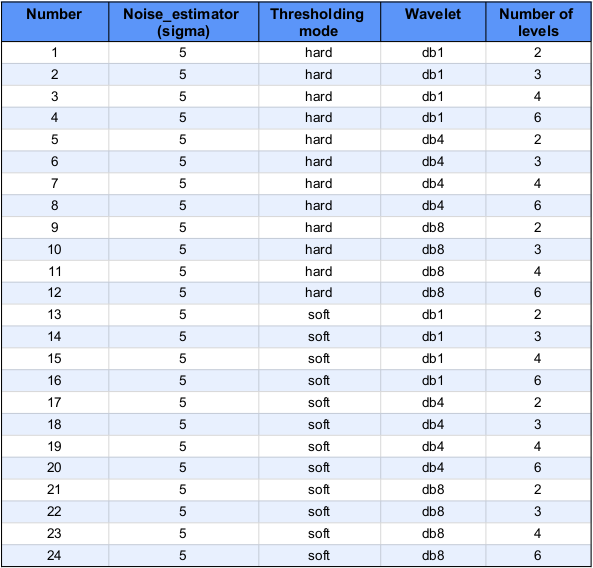 Number Noise_estimator (sigma) Thresholding mode Wavelet Number of levels
1 5 hard db1 2
2 5 hard db1 3
3 5 hard db1 4
4 5 hard db1 6
5 5 hard db4 2
6 5 hard db4 3
7 5 hard db4 4
8 5 hard db4 6
9 5 hard db8 2
10 5 hard db8 3
11 5 hard db8 4
12 5 hard db8 6
13 5 soft db1 2
14 5 soft db1 3
15 5 soft db1 4
16 5 soft db1 6
17 5 soft db4 2
18 5 soft db4 3
19 5 soft db4 4
20 5 soft db4 6
21 5 soft db8 2
22 5 soft db8 3
23 5 soft db8 4
24 5 soft db8 6